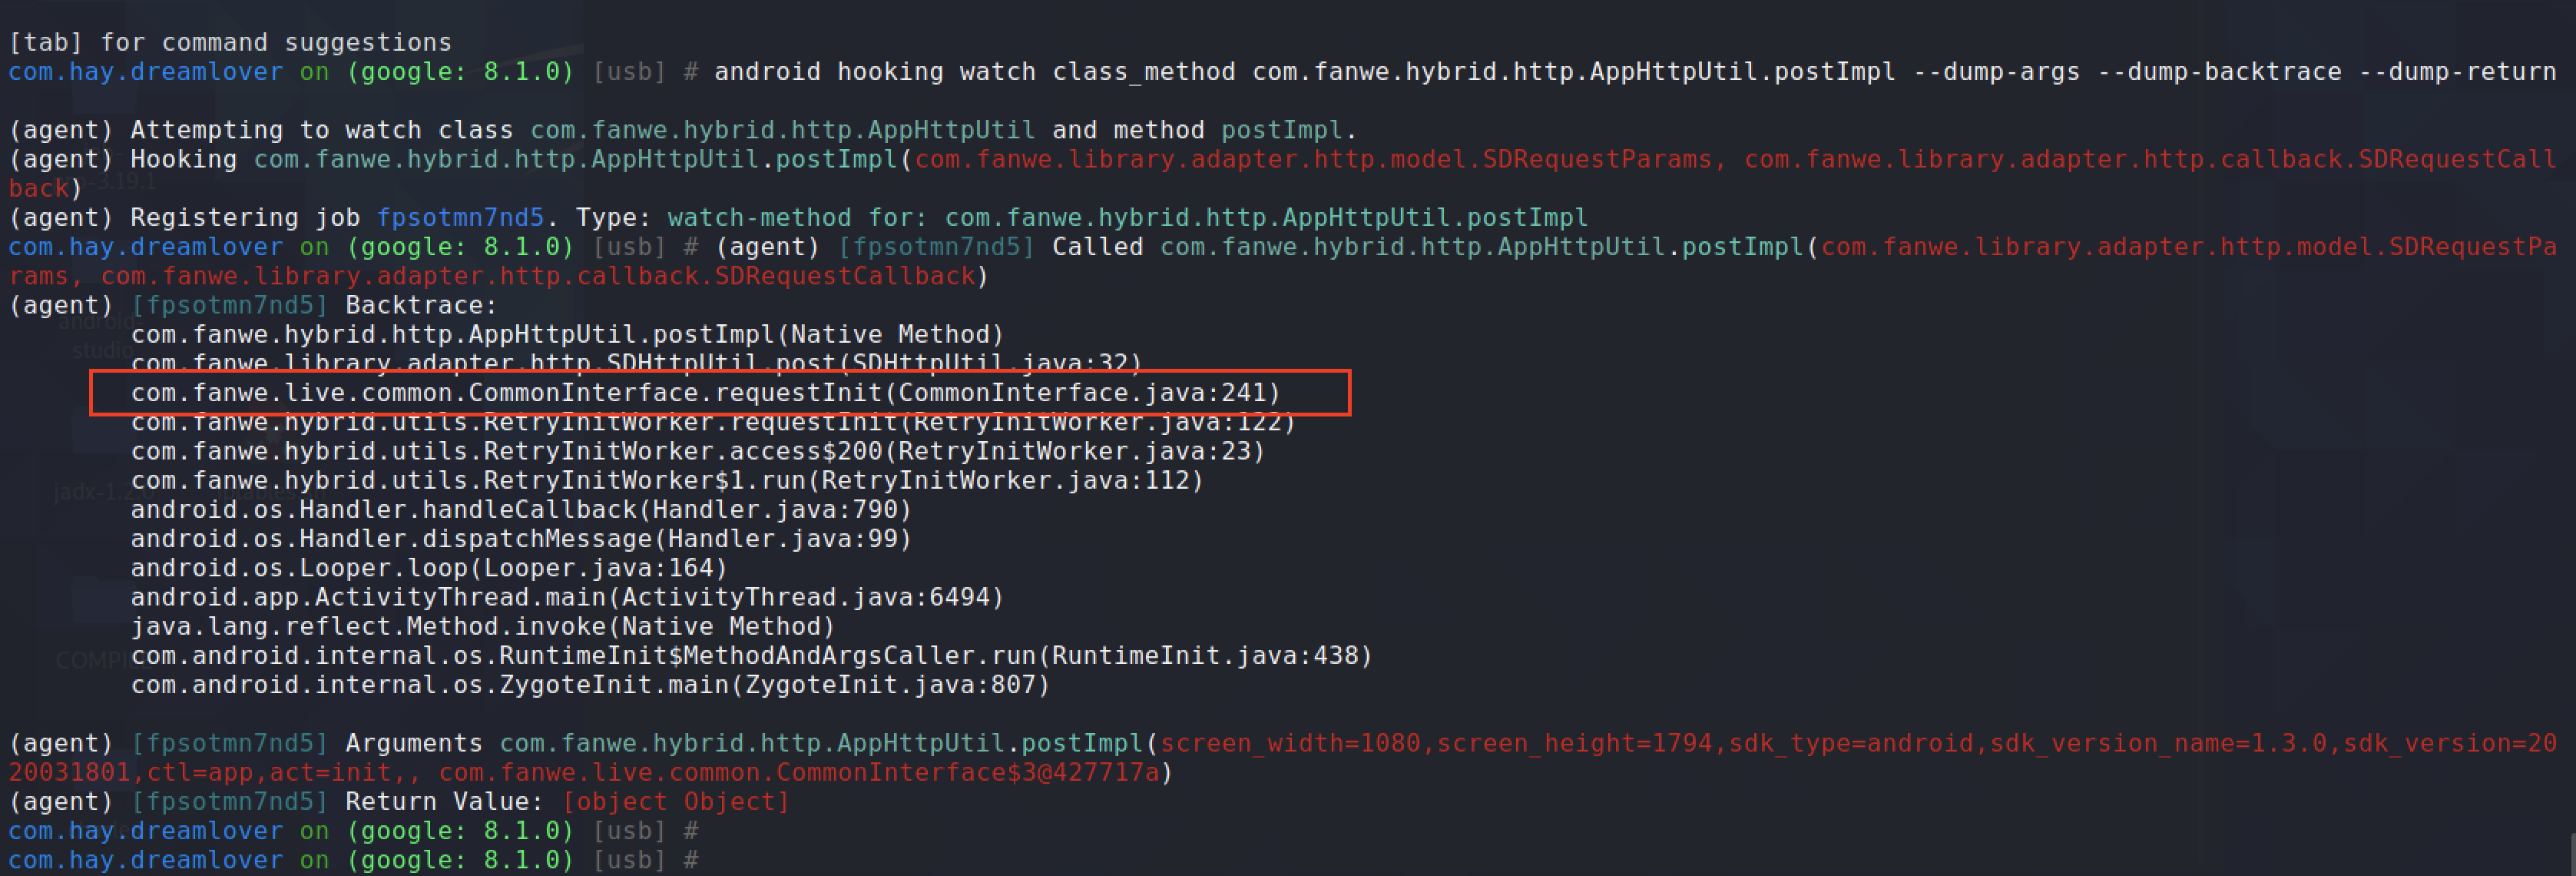 [tab] for command suggestions
com.hay.dreamlover on (google: 8.1.0) [usb] # android hooking watch class_method com.fanwe.hybrid.http.AppHttpUtil.postImpl --dump-args --dump-backtrace --dump-return
(agent) Attempting to watch class com.fanwe.hybrid.http.AppHttpUtil and method postImpl.
(agent) Hooking com.fanwe.hybrid.http.AppHttpUtil.postImpl(com.fanwe.library.adapter.http.model.SDRequestParams, com.fanwe.library.adapter.http.callback.SDRequestCall
back)
(agent) Registering job fpsotmn7nd5. Type: watch-method for: com.fanwe.hybrid.http.AppHttpUtil.postImpl
com.hay.dreamlover on (google: 8.1.0) [usb] # (agent) [fpsotmn7nd5] Called com.fanwe.hybrid.http.AppHttpUtil.postImpl(com.fanwe.library.adapter.http.model.SDRequestPa
rams, com.fanwe.library.adapter.http.callback.SDRequestCallback)
(agent) [fpsotmn7nd5] Backtrace:
com.fanwe.hybrid.http.AppHttpUtil.postImpl(Native Method)
com.fanwe.library.adapter.http.SDHttpUtil.post(SDHttpUtil.java:32)
com.fanwe.live.common.CommonInterface.requestInit(CommonInterface.java:241)
com.fanwe.hybrid.utils.RetryInitWorker.requestInit(RetryInitWorker.java:122)
com.fanwe.hybrid.utils.RetryInitWorker.access$200(RetryInitWorker.java:23)
com.fanwe.hybrid.utils.RetryInitWorker$1.run(RetryInitWorker.java:112)
android.os.Handler.handleCallback(Handler.java:790)
android.os.Handler.dispatchMessage(Handler.java:99)
android.os.Looper.loop(Looper.java:164)
android.app.ActivityThread.main(ActivityThread.java:6494)
java.lang.reflect.Method.invoke(Native Method)
com.android.internal.os.RuntimeInit$MethodAndArgsCaller.run(RuntimeInit.java:438)
com.android.internal.os.ZygoteInit.main(ZygoteInit.java:807)
(agent) [fpsotmn7nd5] Arguments com.fanwe.hybrid.http.AppHttpUtil.postImpl(screen_width=1080,screen_height=1794,sdk_type=android,sdk_version_name=1.3.0,sdk_version=20
20031801,ctl=app,act=init,, com.fanwe.live.common.CommonInterface$3@427717a)
(agent) [fpsotmn7nd5] Return Value: [object Object]
com.hay.dreamlover on (google: 8.1.0) [usb] #
com.hay.dreamlover on (google: 8.1.0) [usb] #